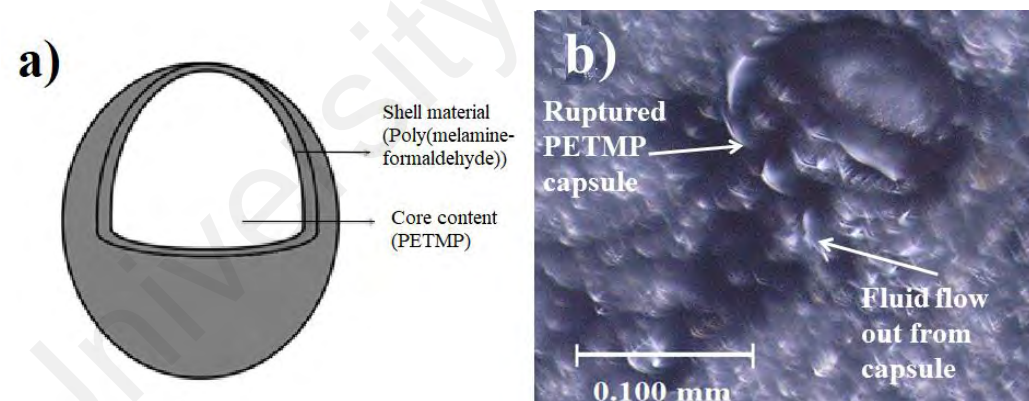 a)
Shell material
(Poly(melamine-
formaldehyde))
Core content
(PETMP)
b)
Ruptured
PETMP
capsule
Fluid flow
out from
capsule
0.100 mm
University